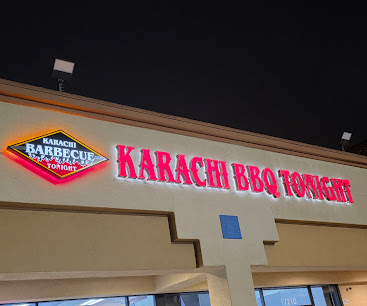 KARACHI
BARBECUE
TONIGHT
KARACHI BBQ TONIGHT